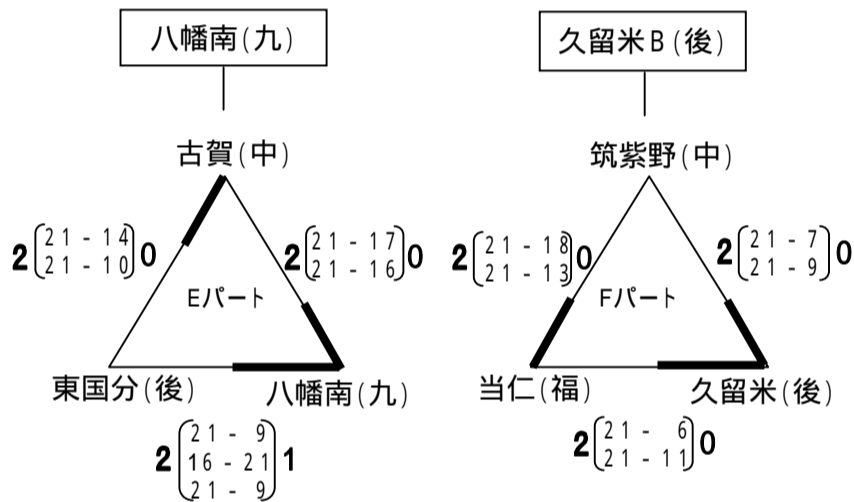 八幡南(九)
久留米B(後)
古賀(中)
筑紫野(中)
2 21 - 14 0
21 - 10
2 21 - 17 0
21 - 16
2 21 - 18 0
21 - 13
2 21 - 7 0
21 - 9
Eパート
Fパート
東国分(後)
八幡南(九)
当仁(福)
久留米(後)
21 - 9
2 16 - 21 1
21 - 9
2 21 - 6 0
21 - 11